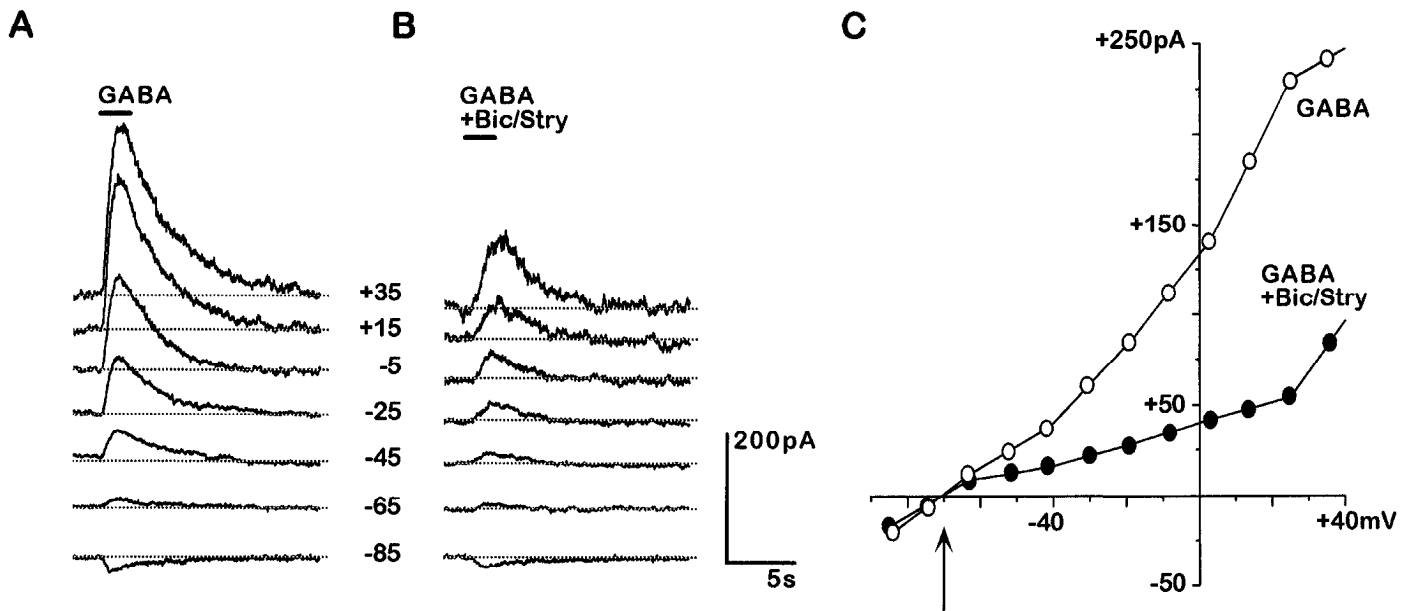 A
GABA
+35
+15
-5
-25
-45
-65
-85
B
GABA
+Bic/Stry
200pA
5s
C
+250pA
GABA
+150
GABA
+Bic/Stry
+50
-40
+40mV
-50